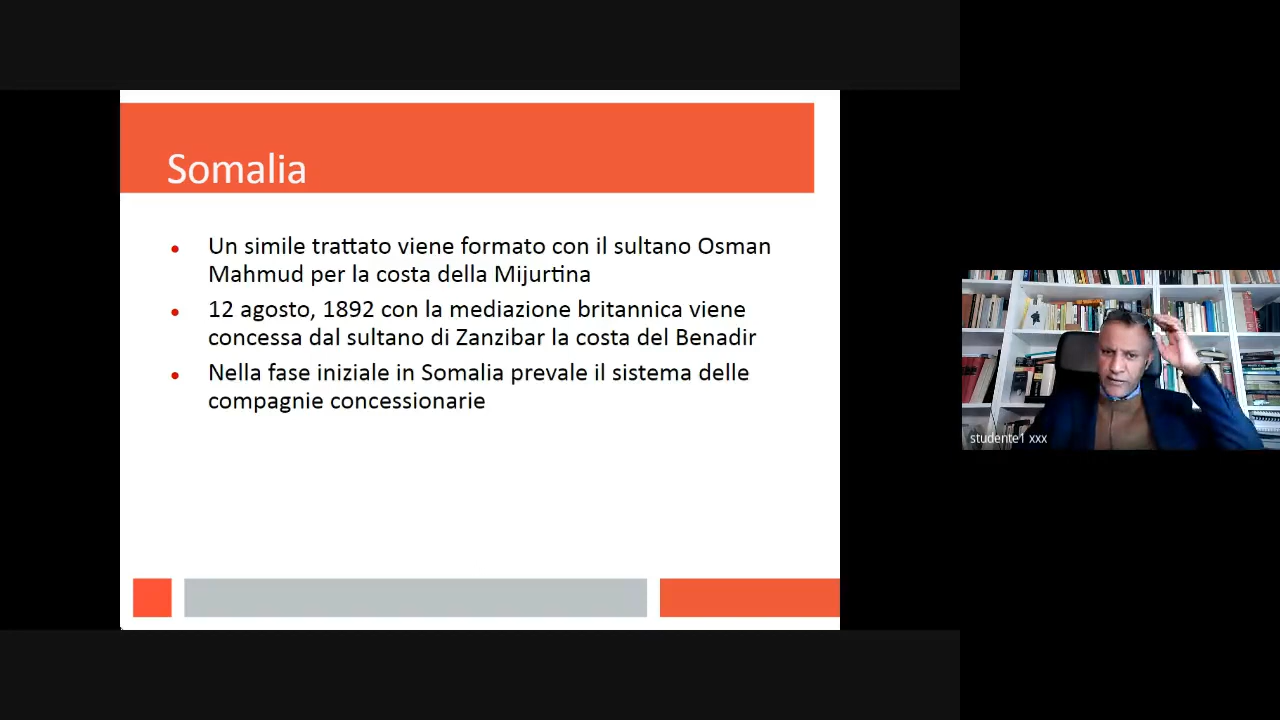 Somalia
Un simile trattato viene formato con il sultano Osman
Mahmud per la costa della Mijurtina
12 agosto, 1892 con la mediazione britannica viene
concessa dal sultano di Zanzibar la costa del Benadir
Nella fase iniziale in Somalia prevale il sistema delle
compagnie concessionarie
studente1 xxx